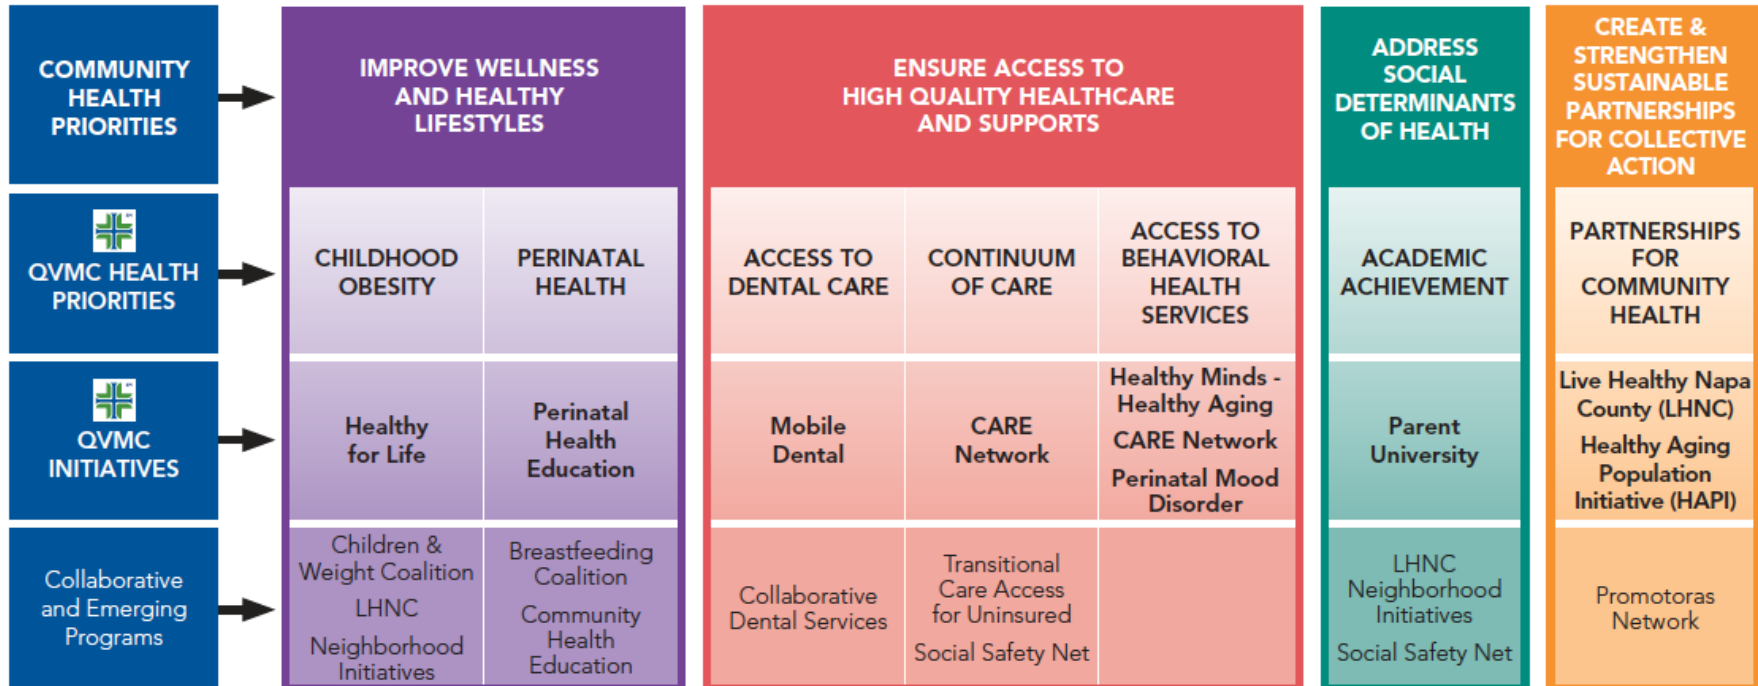 COMMUNITY
HEALTH
PRIORITIES
IMPROVE WELLNESS
AND HEALTHY
LIFESTYLES
ENSURE ACCESS TO
HIGH QUALITY HEALTHCARE
AND SUPPORTS
ADDRESS
SOCIAL
DETERMINANTS
OF HEALTH
CREATE &
STRENGTHEN
SUSTAINABLE
PARTNERSHIPS
FOR COLLECTIVE
ACTION
QVMC HEALTH
PRIORITIES
CHILDHOOD
OBESITY
PERINATAL
HEALTH
ACCESS TO
DENTAL CARE
CONTINUUM
OF CARE
ACCESS TO
BEHAVIORAL
HEALTH
SERVICES
ACADEMIC
ACHIEVEMENT
PARTNERSHIPS
FOR
COMMUNITY
HEALTH
QVMC
INITIATIVES
Healthy
for Life
Perinatal
Health
Education
Mobile
Dental
CARE
Network
Healthy Minds -
Healthy Aging
CARE Network
Perinatal Mood
Disorder
Parent
University
Live Healthy Napa
County (LHNC)
Healthy Aging
Population
Initiative (HAPI)
Collaborative
and Emerging
Programs
Children &
Weight Coalition
LHNC
Neighborhood
Initiatives
Breastfeeding
Coalition
Community
Health
Education
Collaborative
Dental Services
Transitional
Care Access
for Uninsured
Social Safety Net
LHNC
Neighborhood
Initiatives
Social Safety Net
Promotoras
Network